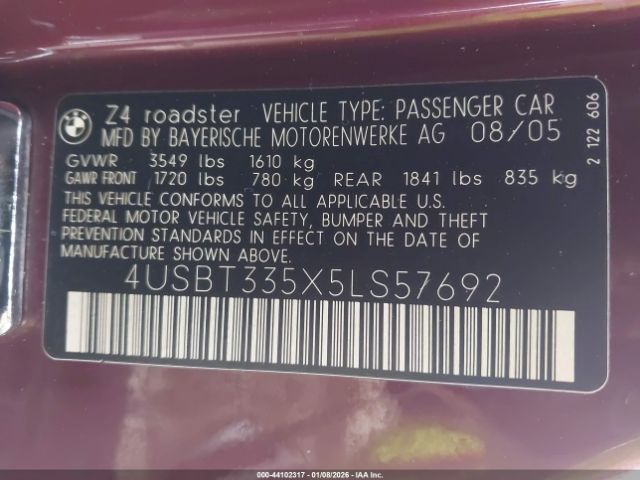 BMW
Z4 roadster VEHICLE TYPE: PASSENGER CAR
MFD BY BAYERISCHE MOTORENWERKE AG 08/05
GVWR 3549 lbs 1610 kg
GAWR FRONT 1720 lbs 780 kg REAR 1841 lbs 835 kg
THIS VEHICLE CONFORMS TO ALL APPLICABLE U.S.
FEDERAL MOTOR VEHICLE SAFETY, BUMPER AND THEFT
PREVENTION STANDARDS IN EFFECT ON THE DATE OF
MANUFACTURE SHOWN ABOVE.
4USBT335X5LS57692
2 122 606
000-44102317 - 01/08/2026 - IAA Inc.